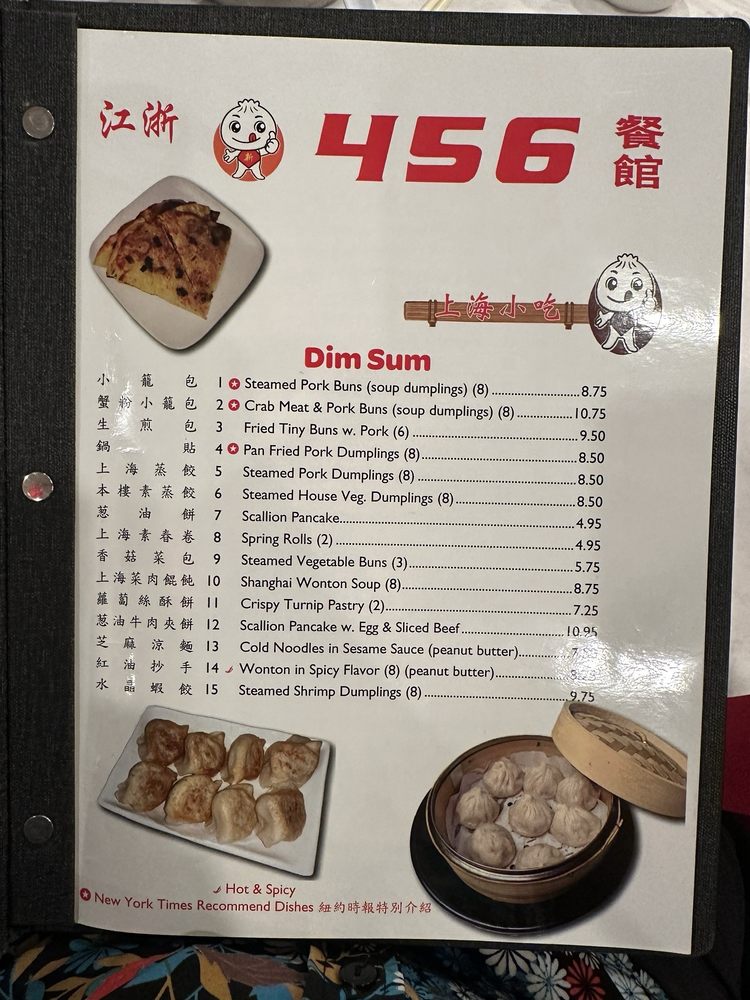 江浙 456 餐館
新
上海小吃
Dim Sum
小籠包 1 Steamed Pork Buns (soup dumplings) (8) 8.75
蟹粉小籠包 2 Crab Meat & Pork Buns (soup dumplings) (8) 10.75
生煎包 3 Fried Tiny Buns w. Pork (6) 9.50
鍋貼 4 Pan Fried Pork Dumplings (8) 8.50
上海蒸餃 5 Steamed Pork Dumplings (8) 8.50
本樓素蒸餃 6 Steamed House Veg. Dumplings (8) 8.50
葱油餅 7 Scallion Pancake 4.95
上海素春卷 8 Spring Rolls (2) 4.95
香菇菜包 9 Steamed Vegetable Buns (3) 5.75
上海菜肉餛飩 10 Shanghai Wonton Soup (8) 8.75
蘿蔔絲酥餅 11 Crispy Turnip Pastry (2) 7.25
葱油牛肉夾餅 12 Scallion Pancake w. Egg & Sliced Beef 10.95
芝麻涼麵 13 Cold Noodles in Sesame Sauce (peanut butter)
紅油抄手 14 Wonton in Spicy Flavor (8) (peanut butter)
水晶蝦餃 15 Steamed Shrimp Dumplings (8) 9.75
Hot & Spicy
New York Times Recommend Dishes 紐約時報特別介紹